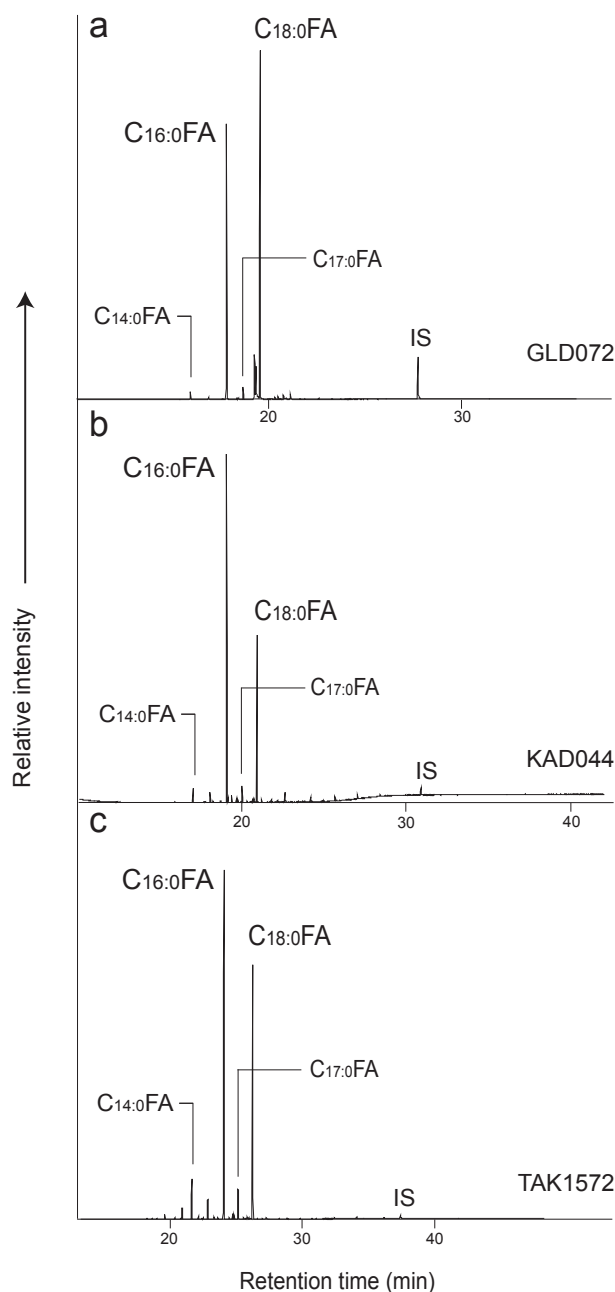 a
C18:0FA
C16:0FA
C17:0FA
C14:0FA
IS
GLD072
20 30
b
C16:0FA
C18:0FA
C17:0FA
C14:0FA
IS
KAD044
20 30 40
c
C16:0FA
C18:0FA
C17:0FA
C14:0FA
IS
TAK1572
20 30 40
Relative intensity
Retention time (min)